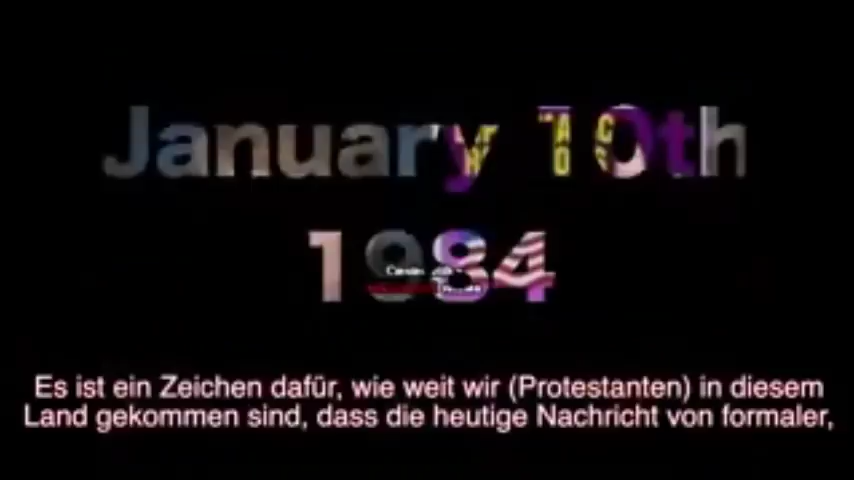 January 10th
1984
Es ist ein Zeichen dafür, wie weit wir (Protestanten) in diesem
Land gekommen sind, dass die heutige Nachricht von formaler,